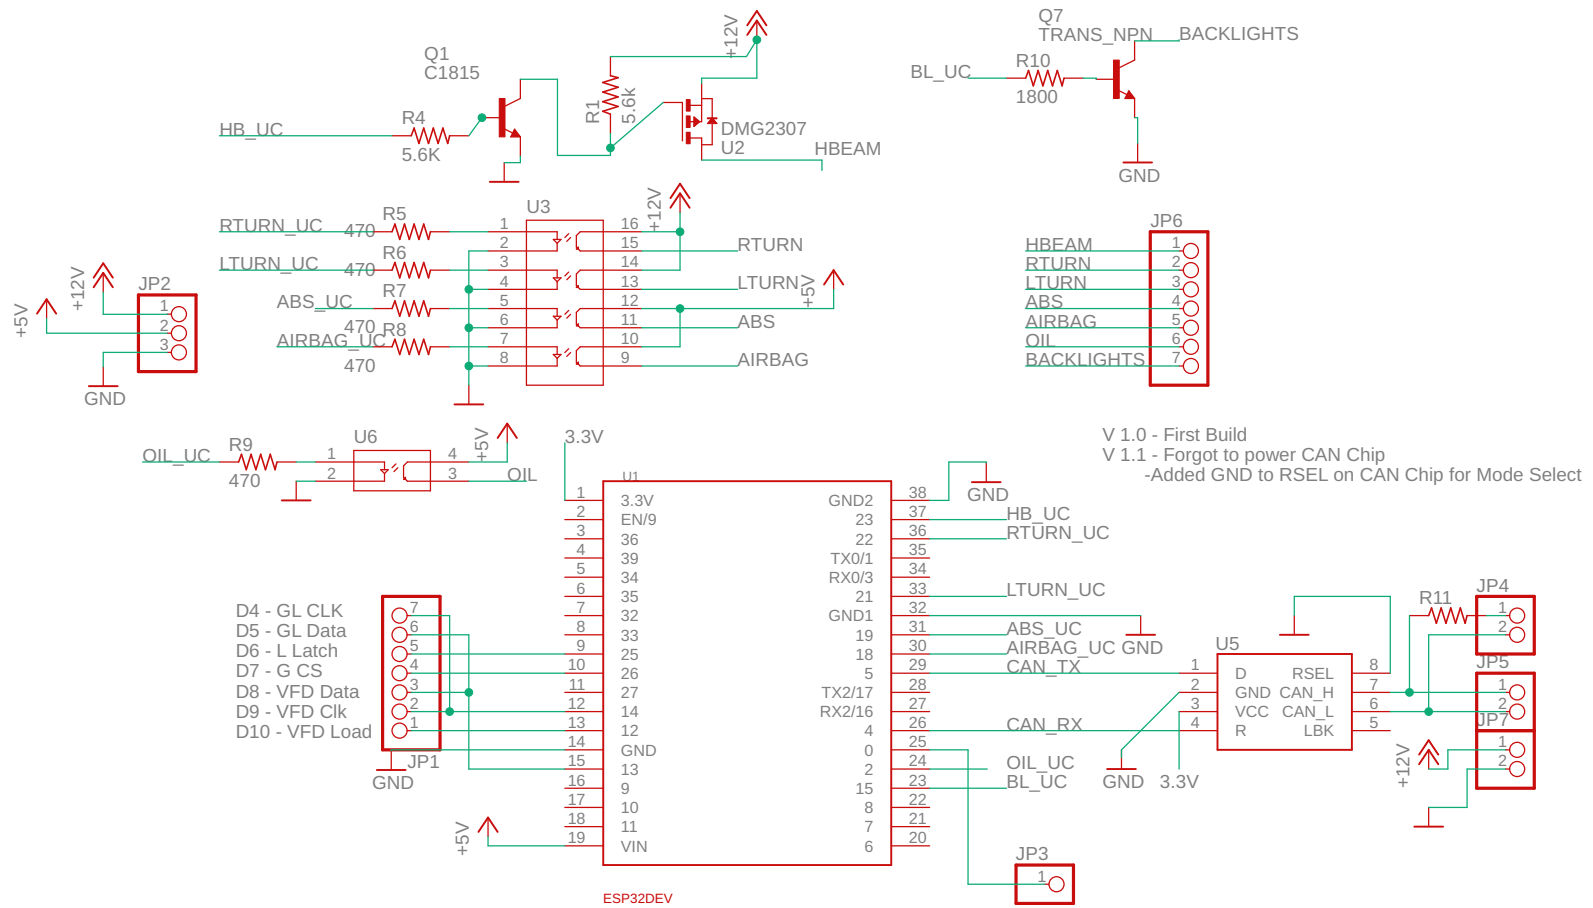 Q1
C1815
HB_UC
R4
5.6K
R1
5.6k
+12V
DMG2307
U2
HBEAM
Q7
TRANS_NPN
BACKLIGHTS
BL_UC
R10
1800
GND
U3
RTURN_UC
470
R5
LTURN_UC
470
R6
ABS_UC
470
R7
AIRBAG_UC
470
R8
1
2
3
4
5
6
7
8
16
15
14
13
12
11
10
9
+12V
RTURN
LTURN
+5V
ABS
AIRBAG
JP2
+5V
+12V
1
2
3
GND
JP6
HBEAM 1
RTURN 2
LTURN 3
ABS 4
AIRBAG 5
OIL 6
BACKLIGHTS 7
OIL_UC
R9
470
U6
1
2
4
3
+5V
OIL
V 1.0 - First Build
V 1.1 - Forgot to power CAN Chip
-Added GND to RSEL on CAN Chip for Mode Select
3.3V
U1
1 3.3V
2 EN/9
3 36
4 39
5 34
6 35
7 32
8 33
9 25
10 26
11 27
12 14
13 12
14 GND
15 13
16 9
17 10
18 11
19 VIN
GND2 38
23 37 HB_UC
22 36 RTURN_UC
TX0/1 35
RX0/3 34
21 33 LTURN_UC
GND1 32
19 31 ABS_UC
18 30 AIRBAG_UC GND
5 29 CAN_TX
TX2/17 28
RX2/16 27
4 26 CAN_RX
0 25
2 24 OIL_UC
15 23 BL_UC
8 22
7 21
6 20
GND
ESP32DEV
+5V
D4 - GL CLK 7
D5 - GL Data 6
D6 - L Latch 5
D7 - G CS 4
D8 - VFD Data 3
D9 - VFD Clk 2
D10 - VFD Load 1
JP1
GND
JP3
1
U5
1 D
2 GND
3 VCC
4 R
RSEL 8
CAN_H 7
CAN_L 6
LBK 5
GND
3.3V
R11
JP4
1
2
JP5
1
2
JP7
1
2
+12V